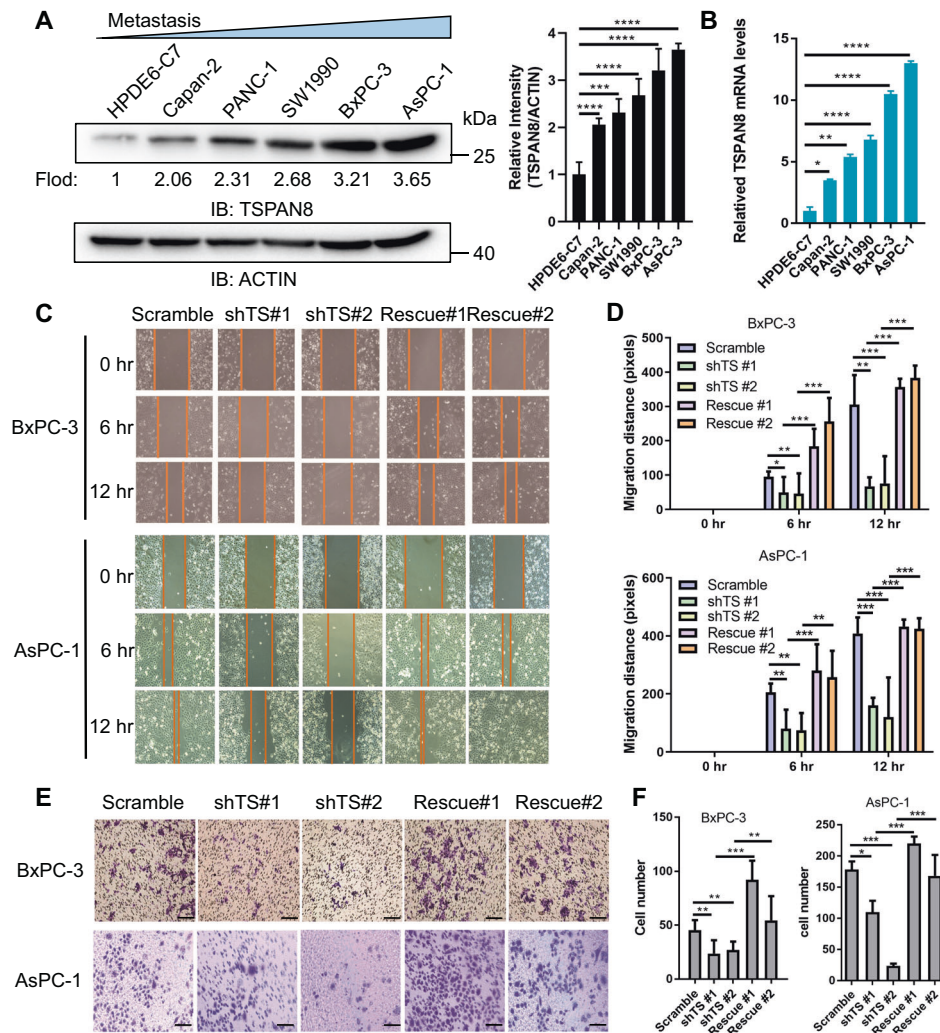 A
Metastasis
HPDE6-C7
Capan-2
PANC-1
SW1990
BxPC-3
AsPC-1
kDa
25
Flod: 1 2.06 2.31 2.68 3.21 3.65
IB: TSPAN8
40
IB: ACTIN
Relative Intensity
(TSPAN8/ACTIN)
4
3
2
1
0
****
****
****
***
****
HPDE6-C7
Capan-2
PANC-1
SW1990
BxPC-3
AsPC-3
B
Relatived TSPAN8 mRNA levels
15
10
5
0
****
****
****
**
*
HPDE6-C7
Capan-2
PANC-1
SW1990
BxPC-3
AsPC-1
C
Scramble shTS#1 shTS#2 Rescue#1 Rescue#2
BxPC-3
0 hr
6 hr
12 hr
AsPC-1
0 hr
6 hr
12 hr
D
BxPC-3
Migration distance (pixels)
500
400
300
200
100
0
Scramble
shTS #1
shTS #2
Rescue #1
Rescue #2
* ** *** ***
** *** *** ***
0 hr 6 hr 12 hr
AsPC-1
Migration distance (pixels)
600
400
200
0
Scramble
shTS #1
shTS #2
Rescue #1
Rescue #2
** ** *** **
*** *** *** ***
0 hr 6 hr 12 hr
E
Scramble shTS#1 shTS#2 Rescue#1 Rescue#2
BxPC-3
AsPC-1
F
BxPC-3
Cell number
150
100
50
0
** ** *** **
Scramble
shTS #1
shTS #2
Rescue #1
Rescue #2
AsPC-1
cell number
250
200
150
100
50
0
* *** *** ***
Scramble
shTS #1
shTS #2
Rescue #1
Rescue #2